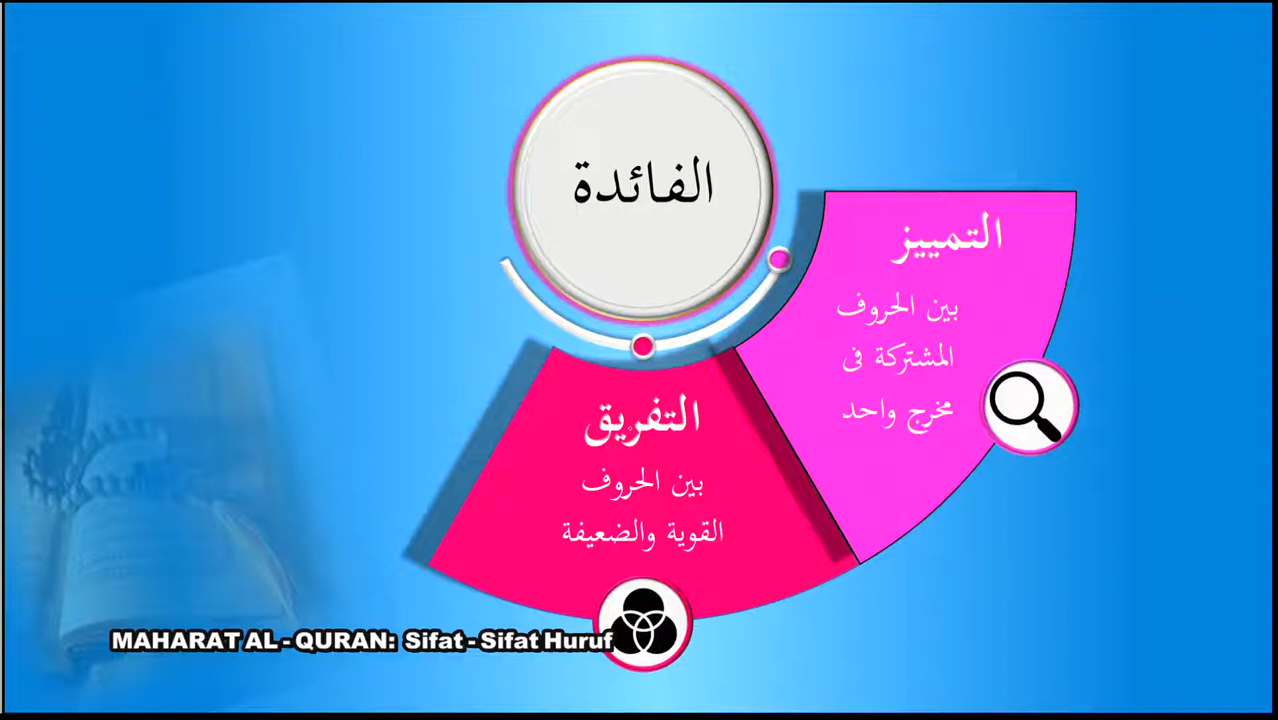 الفائدة
التمييز
بين الحروف
المشتركة فى
مخرج واحد
التفريق
بين الحروف
القوية والضعيفة
MAHARAT AL - QURAN: Sifat - Sifat Huruf